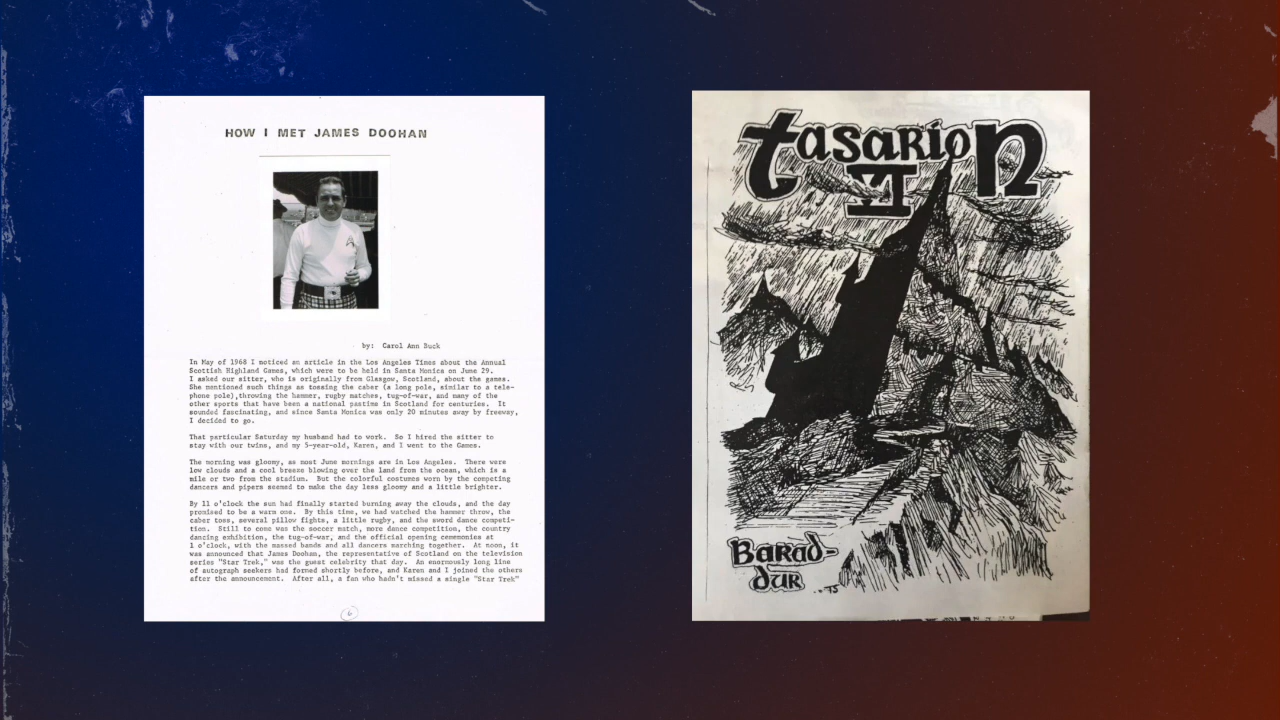 HOW I MET JAMES DOOHAN
by: Carol Ann Buck
In May of 1968 I noticed an article in the Los Angeles Times about the Annual
Scottish Highland Games, which were to be held in Santa Monica on June 29.
I asked our sitter, who is originally from Glasgow, Scotland, about the games.
She mentioned such things as tossing the caber (a long pole, similar to a tele-
phone pole),throwing the hammer, rugby matches, tug-of-war, and many of the
other sports that have been a national pastime in Scotland for centuries. It
sounded fascinating, and since Santa Monica was only 20 minutes away by freeway,
I decided to go.
That particular Saturday my husband had to work. So I hired the sitter to
stay with our twins, and my 5-year-old, Karen, and I went to the Games.
The morning was gloomy, as most June mornings are in Los Angeles. There were
low clouds and a cool breeze blowing over the land from the ocean, which is a
mile or two from the stadium. But the colorful costumes worn by the competing
dancers and pipers seemed to make the day less gloomy and a little brighter.
By 11 o'clock the sun had finally started burning away the clouds, and the day
promised to be a warm one. By this time, we had watched the hammer throw, the
caber toss, several pillow fights, a little rugby, and the sword dance competi-
tion. Still to come was the soccer match, more dance competition, the country
dancing exhibition, the tug-of-war, and the official opening ceremonies at
1 o'clock, with the massed bands and all dancers marching together. At noon, it
was announced that James Doohan, the representative of Scotland on the television
series "Star Trek," was the guest celebrity that day. An enormously long line
of autograph seekers had formed shortly before, and Karen and I joined the others
after the announcement. After all, a fan who hadn't missed a single "Star Trek"
6
tasarion
VI
Barad-
dur
75